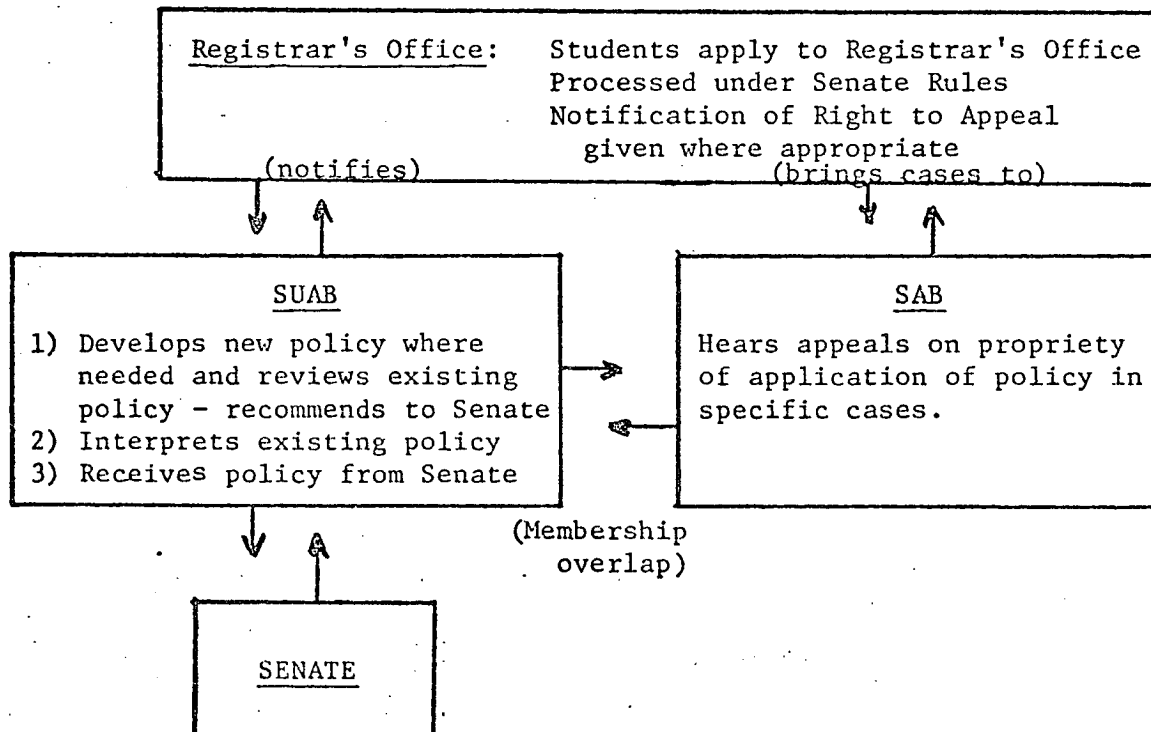 Registrar's Office: Students apply to Registrar's Office
Processed under Senate Rules
Notification of Right to Appeal
given where appropriate
(notifies) (brings cases to)
SUAB
1) Develops new policy where
needed and reviews existing
policy - recommends to Senate
2) Interprets existing policy
3) Receives policy from Senate
SAB
Hears appeals on propriety
of application of policy in
specific cases.
(Membership
overlap)
SENATE